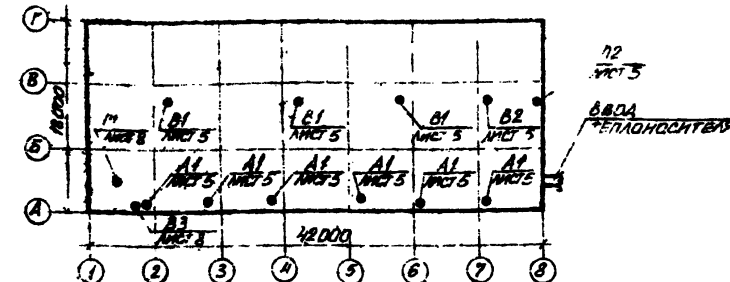 Г
В
Б
А
18000
П2
ЛИСТ 5
ВВОД
ТЕПЛОНОСИТЕЛЯ
ЛИСТ 8
В1
ЛИСТ 5
В1
ЛИСТ 5
В1
ЛИСТ 5
В2
ЛИСТ 5
А1
ЛИСТ 5
А1
ЛИСТ 5
А1
ЛИСТ 5
А1
ЛИСТ 5
А1
ЛИСТ 5
А1
ЛИСТ 5
В3
ЛИСТ 8
42000
1
2
3
4
5
6
7
8